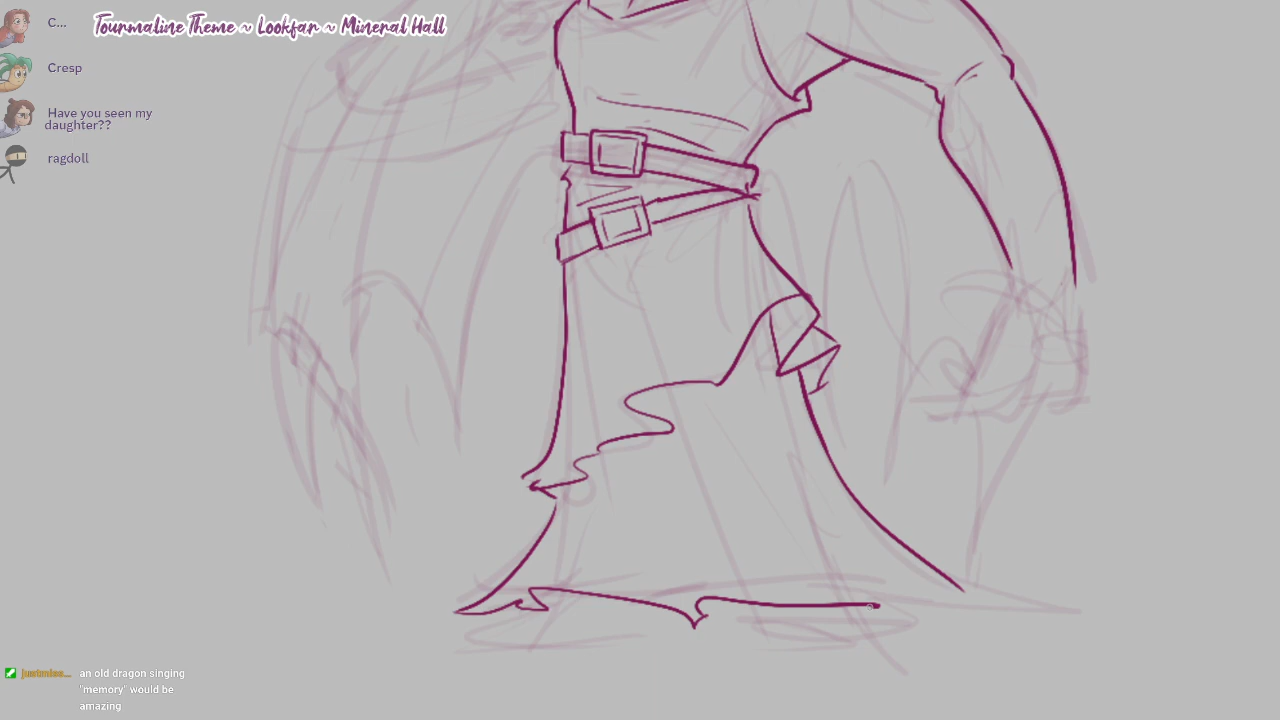 C...
Tourmaline Theme ~ Lookfar ~ Mineral Hall
Cresp
Have you seen my
daughter??
ragdoll
an old dragon singing
"memory" would be
amazing